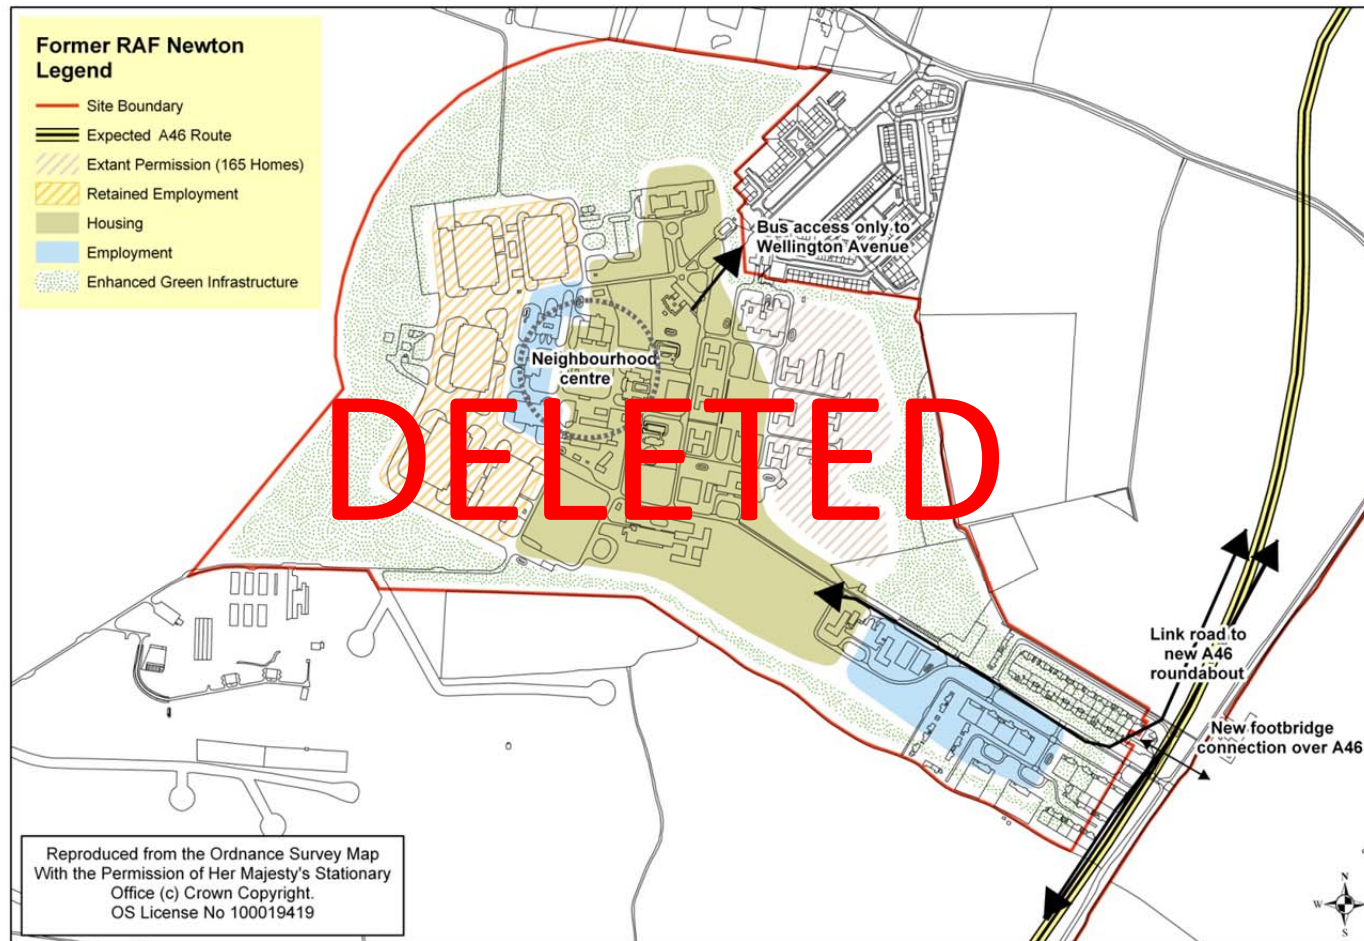 Former RAF Newton
Legend
Site Boundary
Expected A46 Route
Extant Permission (165 Homes)
Retained Employment
Housing
Employment
Enhanced Green Infrastructure
Bus access only to
Wellington Avenue
Neighbourhood
centre
DELETED
Link road to
new A46
roundabout
New footbridge
connection over A46
Reproduced from the Ordnance Survey Map
With the Permission of Her Majesty's Stationary
Office (c) Crown Copyright.
OS License No 100019419
N
W
S